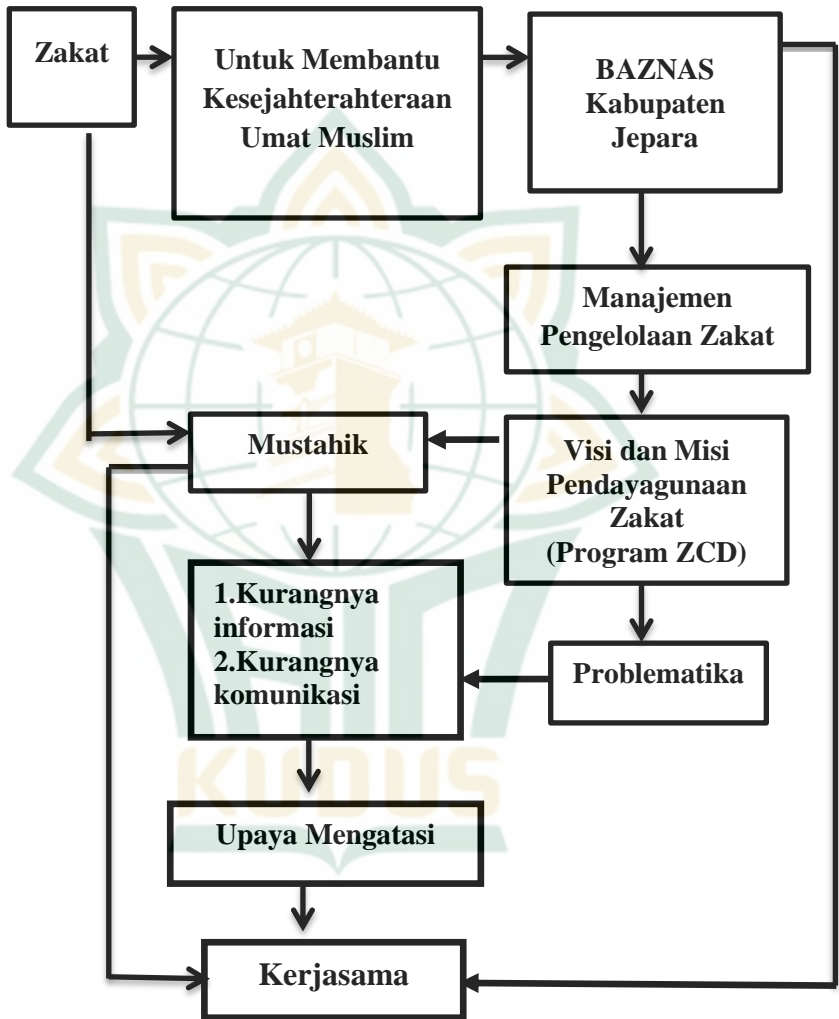 Zakat
Untuk Membantu
Kesejahterahteraan
Umat Muslim
BAZNAS
Kabupaten
Jepara
Manajemen
Pengelolaan Zakat
Mustahik
Visi dan Misi
Pendayagunaan
Zakat
(Program ZCD)
1.Kurangnya
informasi
2.Kurangnya
komunikasi
Problematika
KUDUS
Upaya Mengatasi
Kerjasama